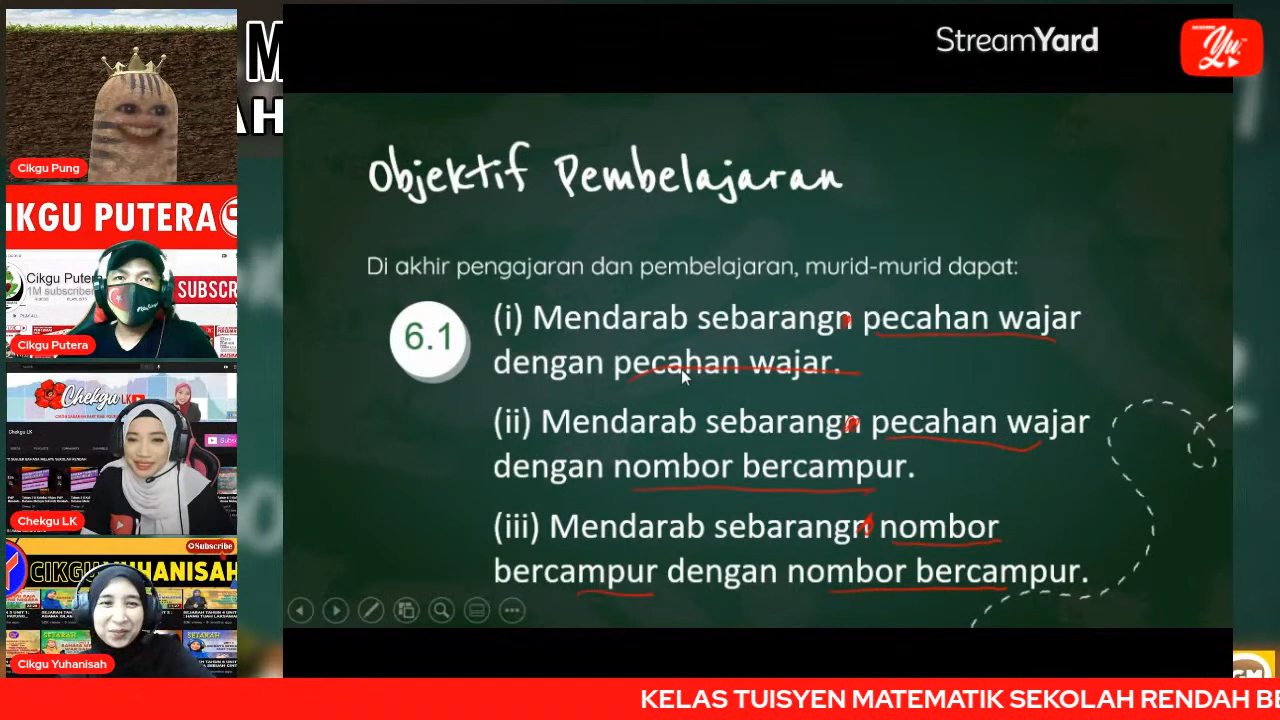 StreamYard
Yu
M
AH
Cikgu Pung
IKGU PUTERA
Cikgu Putera
1M subscribers
SUBSCR
Cikgu Putera
Chekgu LK
Chekgu LK
Subscribe
CIKGU YUHANISAH
Cikgu Yuhanisah
Objektif Pembelajaran
Di akhir pengajaran dan pembelajaran, murid-murid dapat:
6.1
(i) Mendarab sebarangn pecahan wajar
dengan pecahan wajar.
(ii) Mendarab sebarangn pecahan wajar
dengan nombor bercampur.
(iii) Mendarab sebarangn nombor
bercampur dengan nombor bercampur.
KELAS TUISYEN MATEMATIK SEKOLAH RENDAH BE